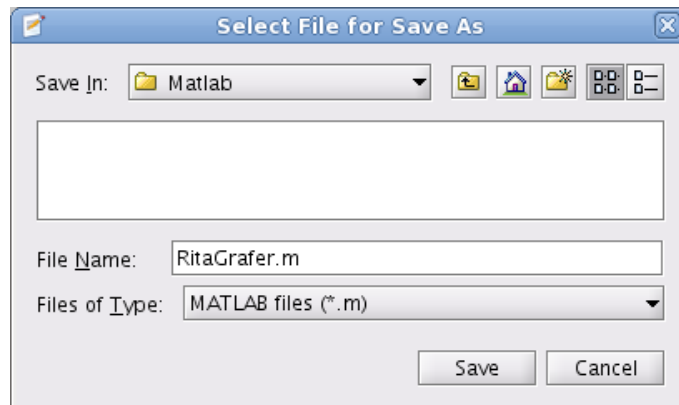 Select File for Save As
Save In: Matlab
File Name: RitaGrafer.m
Files of Type: MATLAB files (*.m)
Save Cancel